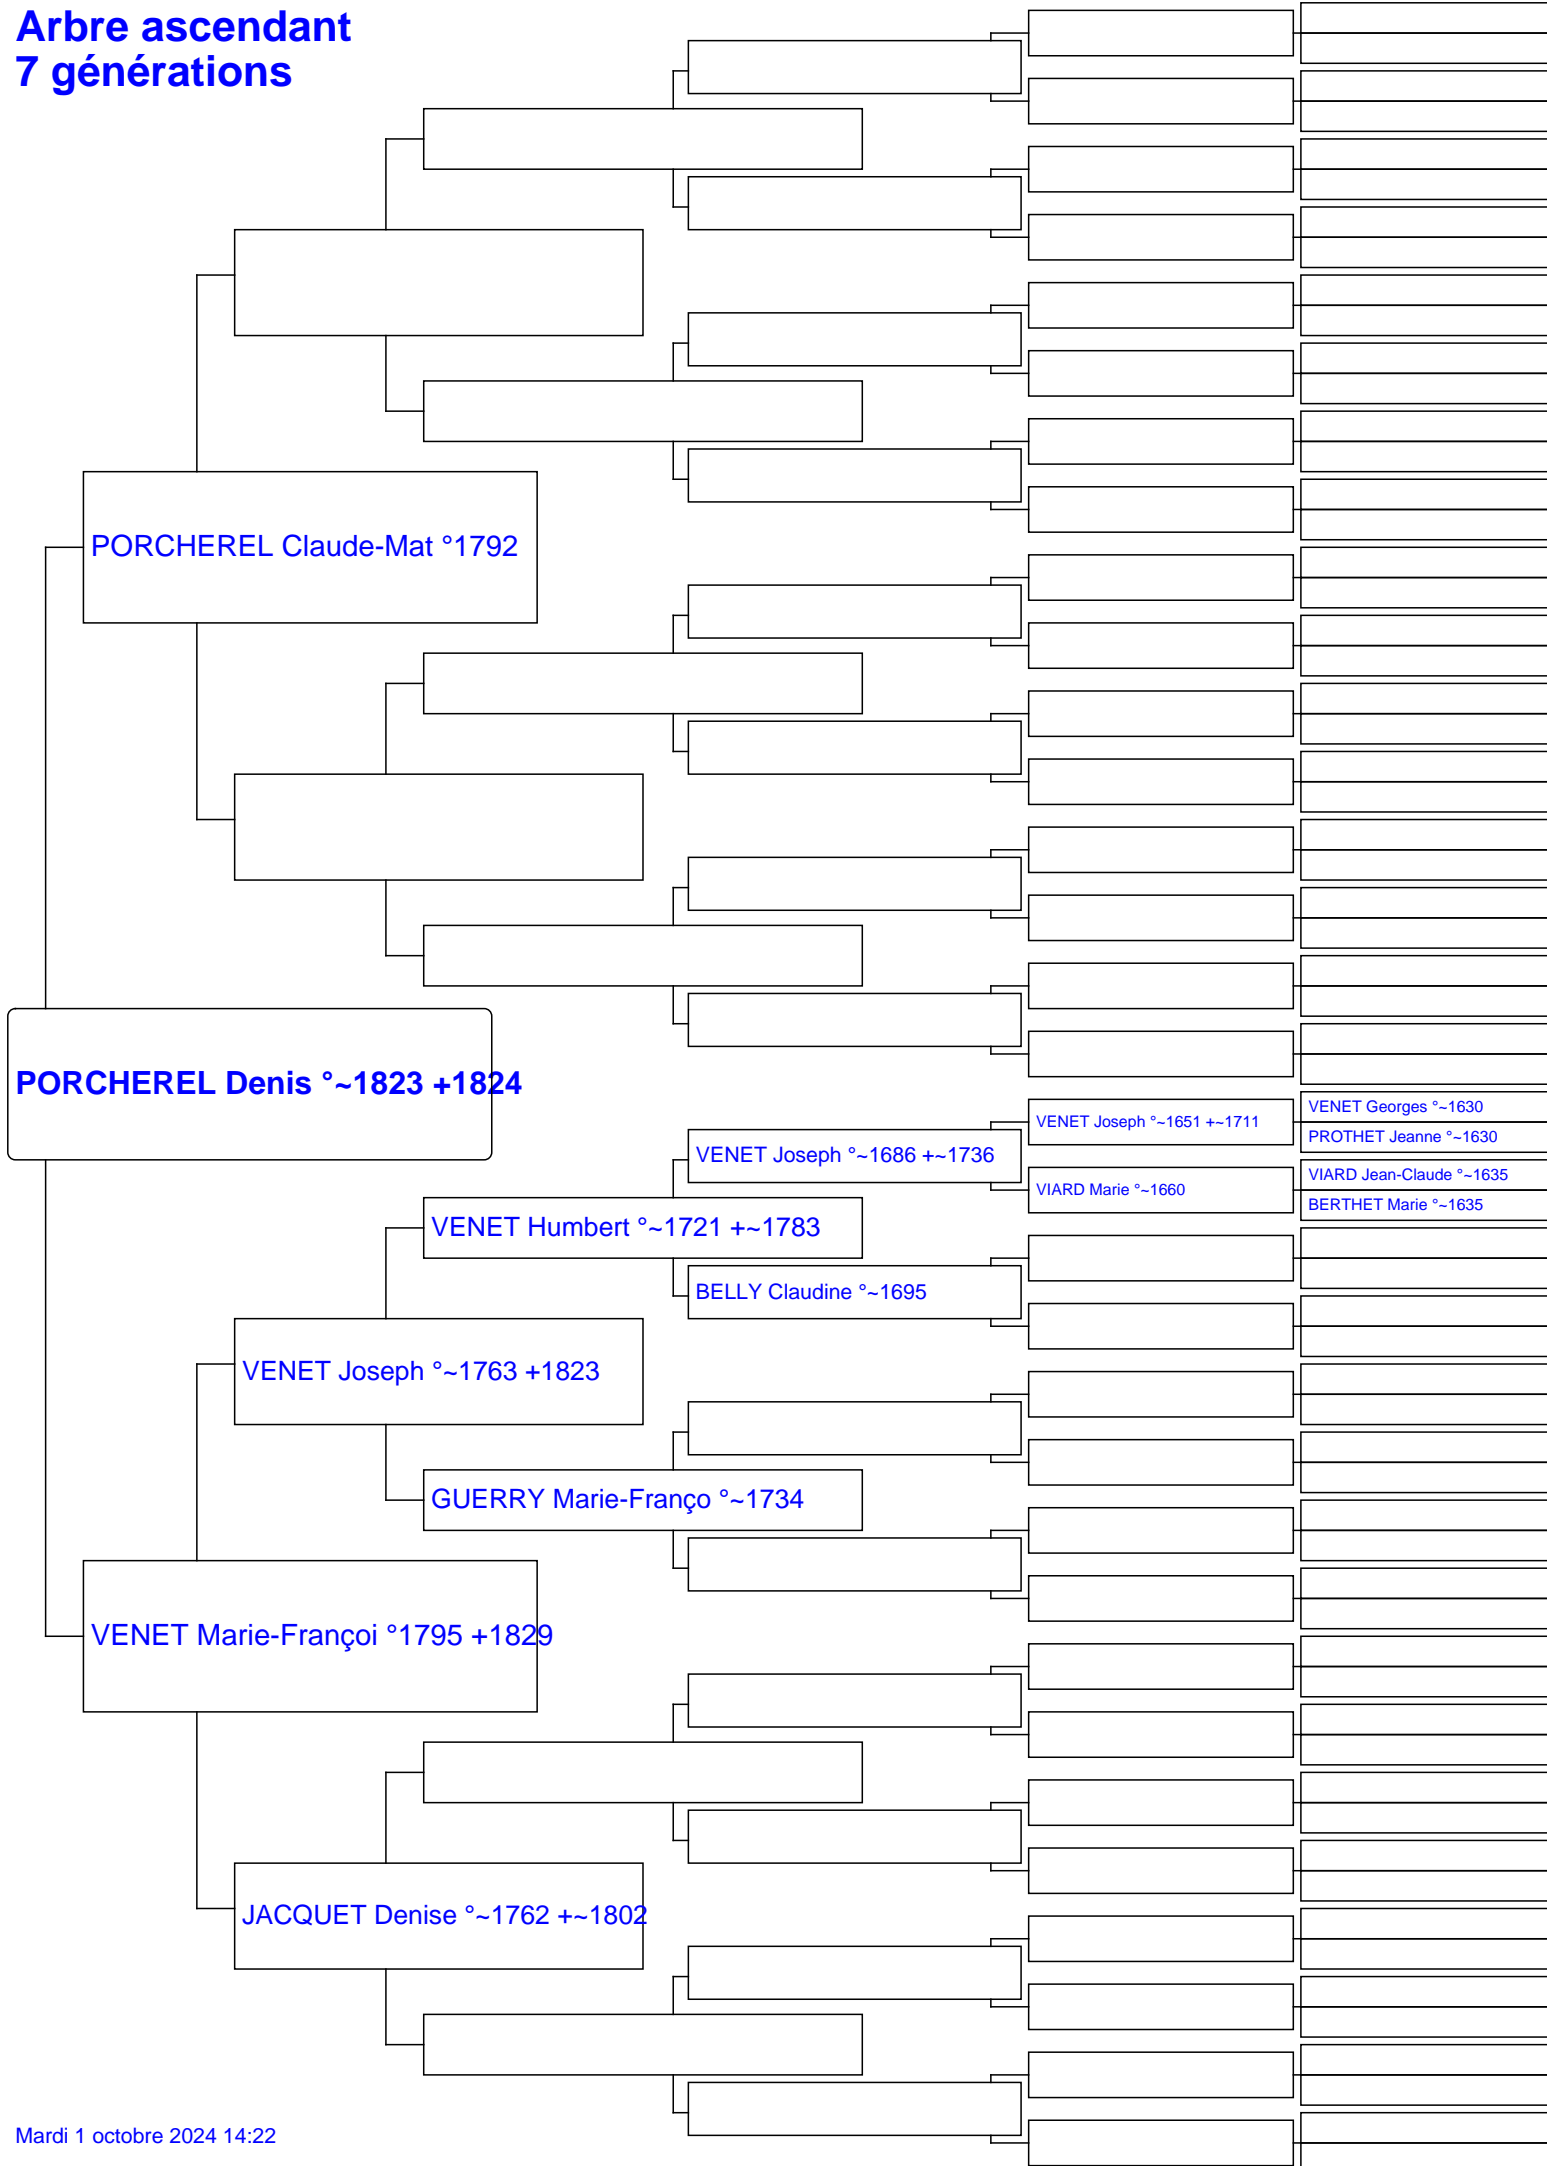 Arbre ascendant
7 générations
PORCHEREL Claude-Mat °1792
PORCHEREL Denis °~1823 +1824
VENET Joseph °~1651 +~1711
VENET Georges °~1630
PROTHET Jeanne °~1630
VENET Joseph °~1686 +~1736
VIARD Marie °~1660
VIARD Jean-Claude °~1635
BERTHET Marie °~1635
VENET Humbert °~1721 +~1783
BELLY Claudine °~1695
VENET Joseph °~1763 +1823
GUERRY Marie-Franço °~1734
VENET Marie-Françoi °1795 +1829
JACQUET Denise °~1762 +~1802
Mardi 1 octobre 2024 14:22